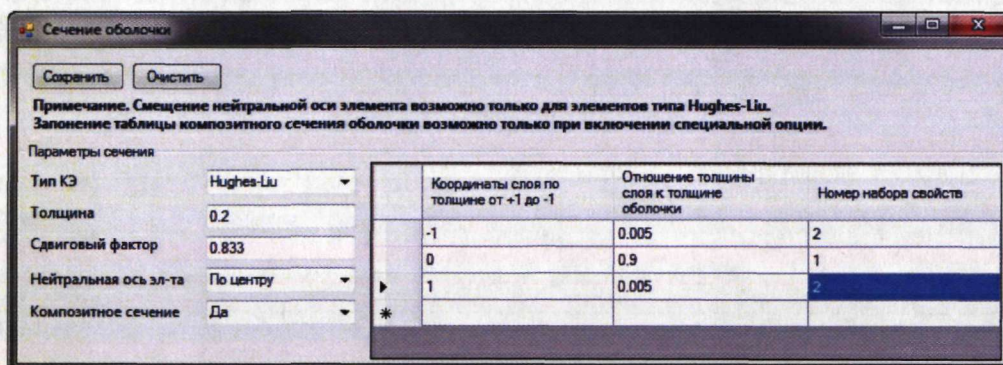 Сечение оболочки
Сохранить Очистить
Примечание. Смещение нейтральной оси элемента возможно только для элементов типа Hughes-Liu.
Запонение таблицы композитного сечения оболочки возможно только при включении специальной опции.
Параметры сечения
Тип КЭ Hughes-Liu
Толщина 0.2
Сдвиговый фактор 0.833
Нейтральная ось эл-та По центру
Композитное сечение Да
Координаты слоя по
толщине от +1 до -1
Отношение толщины
слоя к толщине
оболочки
Номер набора свойств
-1 0.005 2
0 0.9 1
1 0.005 2